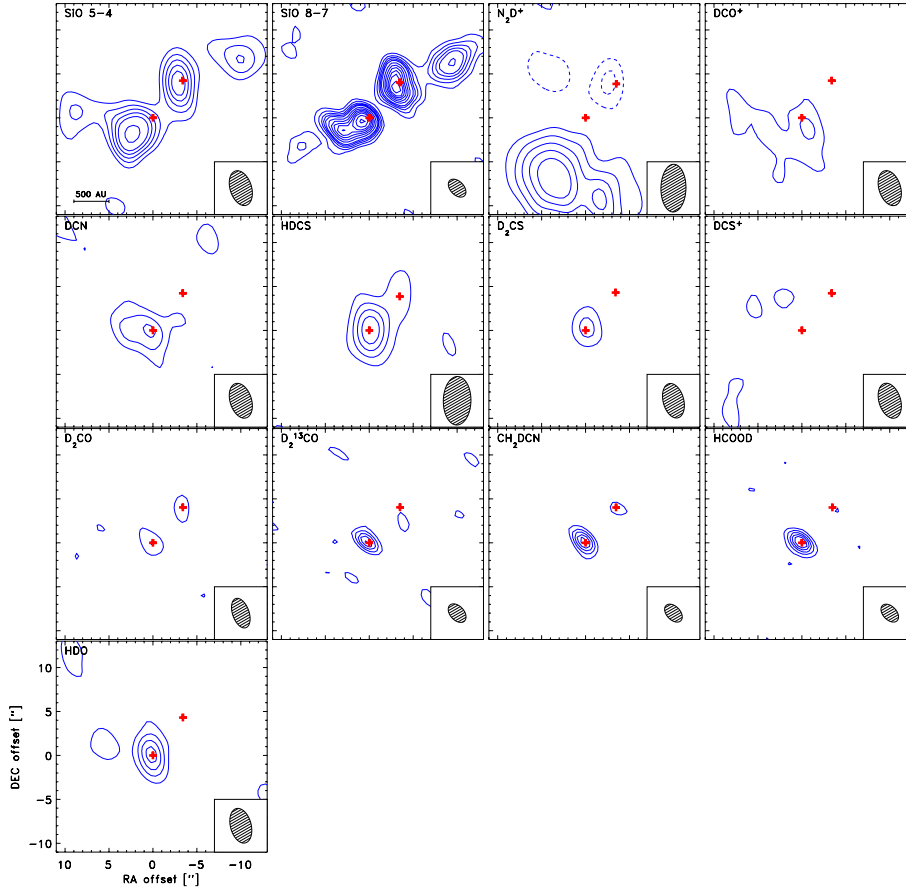 SiO 5-4
SiO 8-7
N₂D⁺
DCO⁺
500 AU
DCN
HDCS
D₂CS
DCS⁺
D₂CO
D₂¹³CO
CH₂DCN
HCOOD
HDO
10
5
0
-5
-10
DEC offset ["]
10 5 0 -5 -10
RA offset ["]